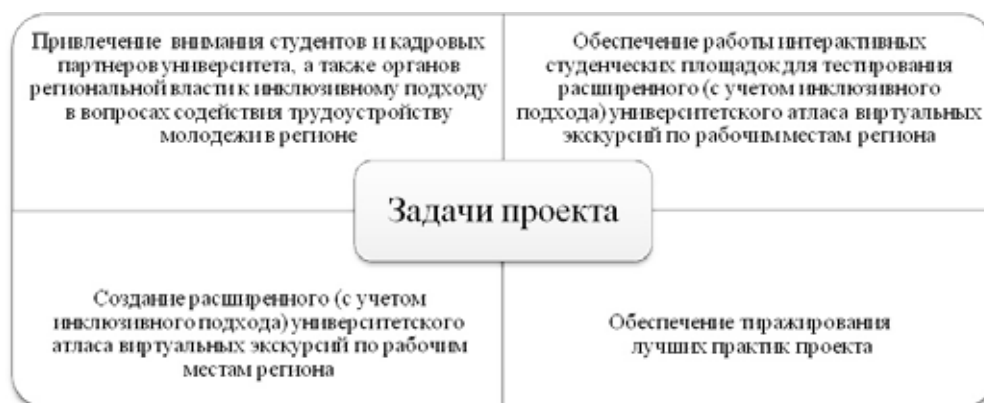 Привлечение внимания студентов и кадровых
партнеров университета, а также органов
региональной власти к инклюзивному подходу
в вопросах содействия трудоустройству
молодежи в регионе
Обеспечение работы интерактивных
студенческих площадок для тестирования
расширенного (с учетом инклюзивного
подхода) университетского атласа виртуальных
экскурсий по рабочим местам региона
Задачи проекта
Создание расширенного (с учетом
инклюзивного подхода) университетского
атласа виртуальных экскурсий по рабочим
местам региона
Обеспечение тиражирования
лучших практик проекта